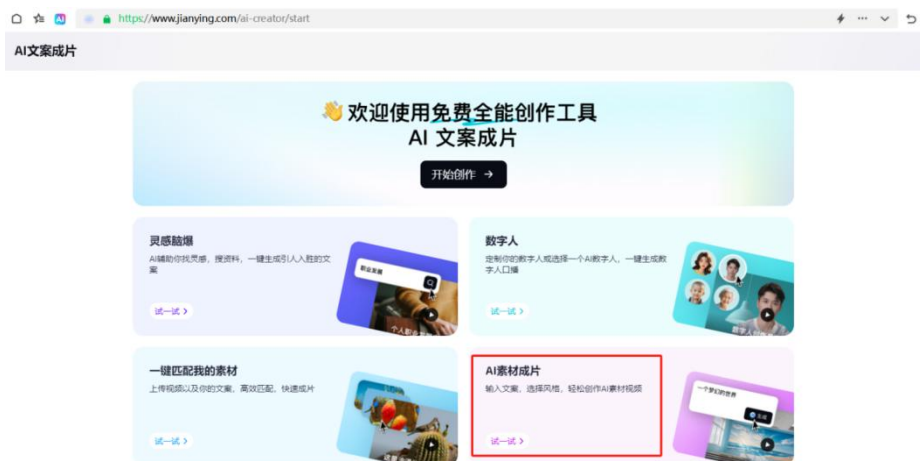 https://www.jianying.com/ai-creator/start
AI文案成片
欢迎使用免费全能创作工具
AI 文案成片
开始创作 →
灵感脑爆
AI辅助你找灵感，搜资料，一键生成引人入胜的文
案
试一试 >
职业发展
数字人
定制你的数字人或选择一个AI数字人，一键生成数
字人口播
试一试 >
一键匹配我的素材
上传视频以及你的文案，高效匹配，快速成片
试一试 >
AI素材成片
输入文案，选择风格，轻松创作AI素材视频
试一试 >
一个梦幻的世界
生成